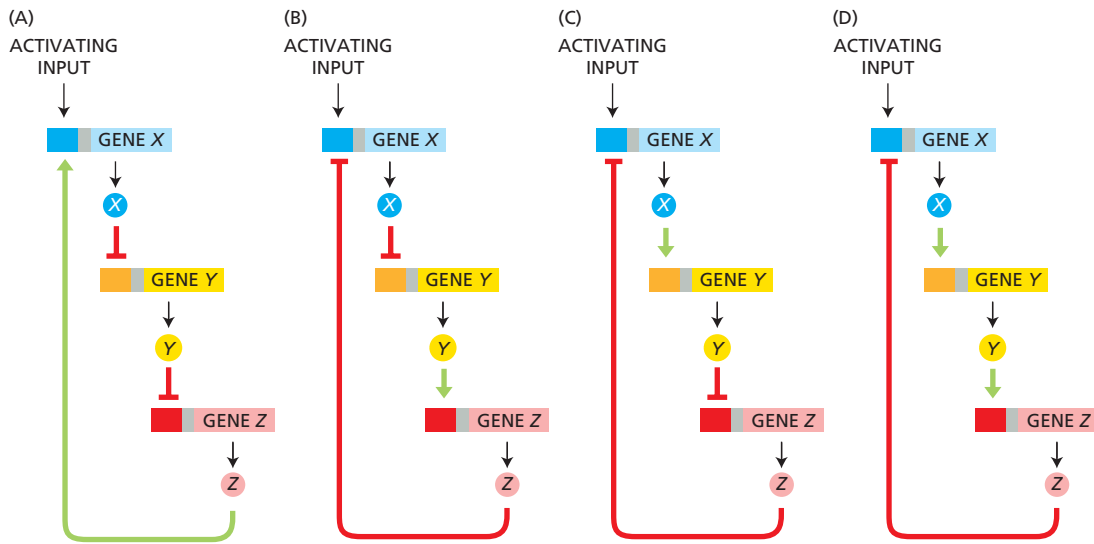 (A)
ACTIVATING
INPUT
GENE X
X
GENE Y
Y
GENE Z
Z
(B)
ACTIVATING
INPUT
GENE X
X
GENE Y
Y
GENE Z
Z
(C)
ACTIVATING
INPUT
GENE X
X
GENE Y
Y
GENE Z
Z
(D)
ACTIVATING
INPUT
GENE X
X
GENE Y
Y
GENE Z
Z